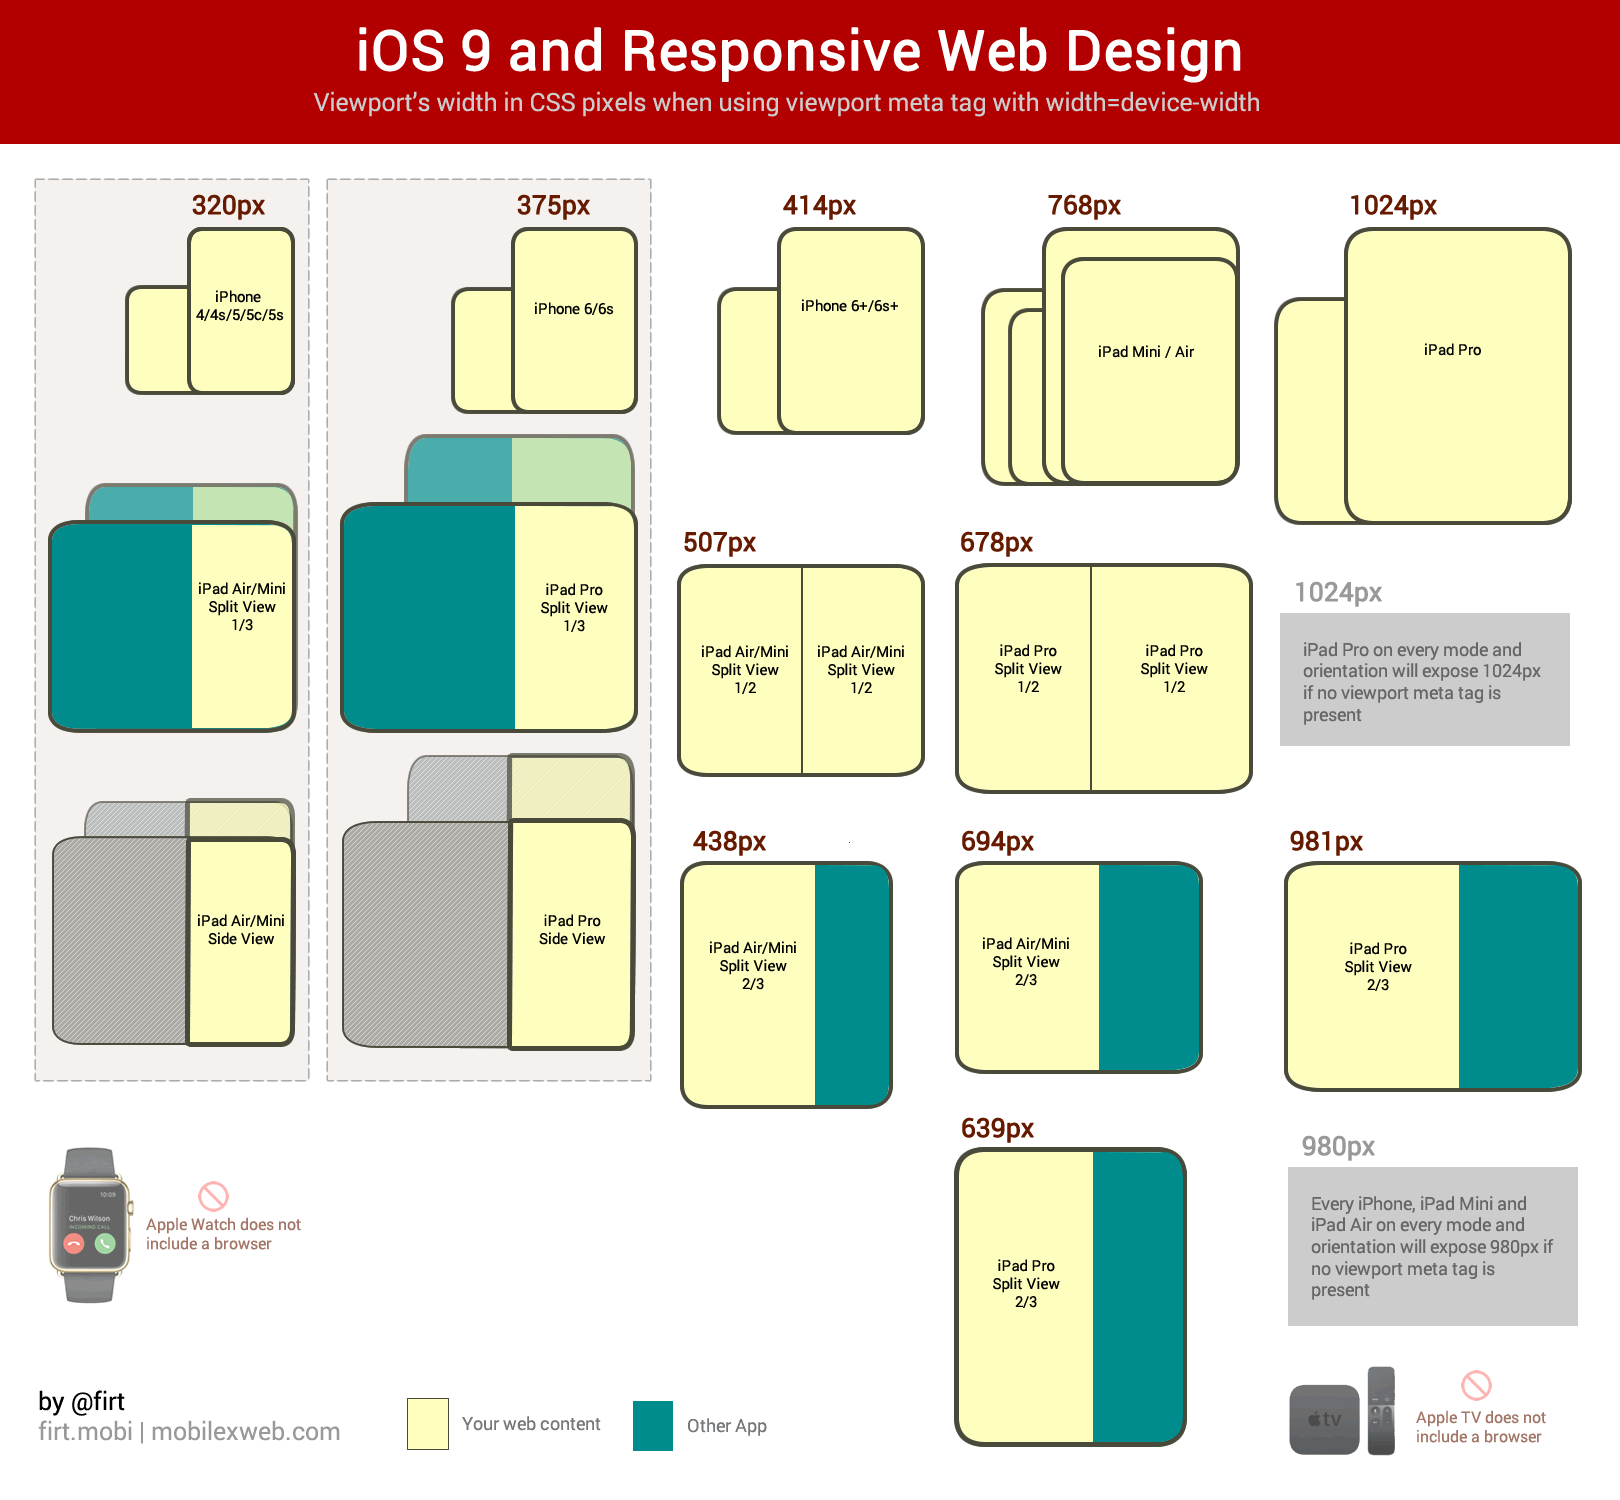 iOS 9 and Responsive Web Design
Viewport's width in CSS pixels when using viewport meta tag with width=device-width
320px
iPhone
4/4s/5/5c/5s
375px
iPhone 6/6s
414px
iPhone 6+/6s+
768px
iPad Mini / Air
1024px
iPad Pro
iPad Air/Mini
Split View
1/3
iPad Pro
Split View
1/3
507px
iPad Air/Mini
Split View
1/2
iPad Air/Mini
Split View
1/2
678px
iPad Pro
Split View
1/2
iPad Pro
Split View
1/2
1024px
iPad Pro on every mode and
orientation will expose 1024px
if no viewport meta tag is
present
iPad Air/Mini
Side View
iPad Pro
Side View
438px
iPad Air/Mini
Split View
2/3
694px
iPad Air/Mini
Split View
2/3
981px
iPad Pro
Split View
2/3
639px
iPad Pro
Split View
2/3
980px
Every iPhone, iPad Mini and
iPad Air on every mode and
orientation will expose 980px if
no viewport meta tag is
present
10:09
Chris Wilson
INCOMING CALL
Apple Watch does not
include a browser
by @firt
firt.mobi | mobilexweb.com
Your web content
Other App
tv
Apple TV does not
include a browser